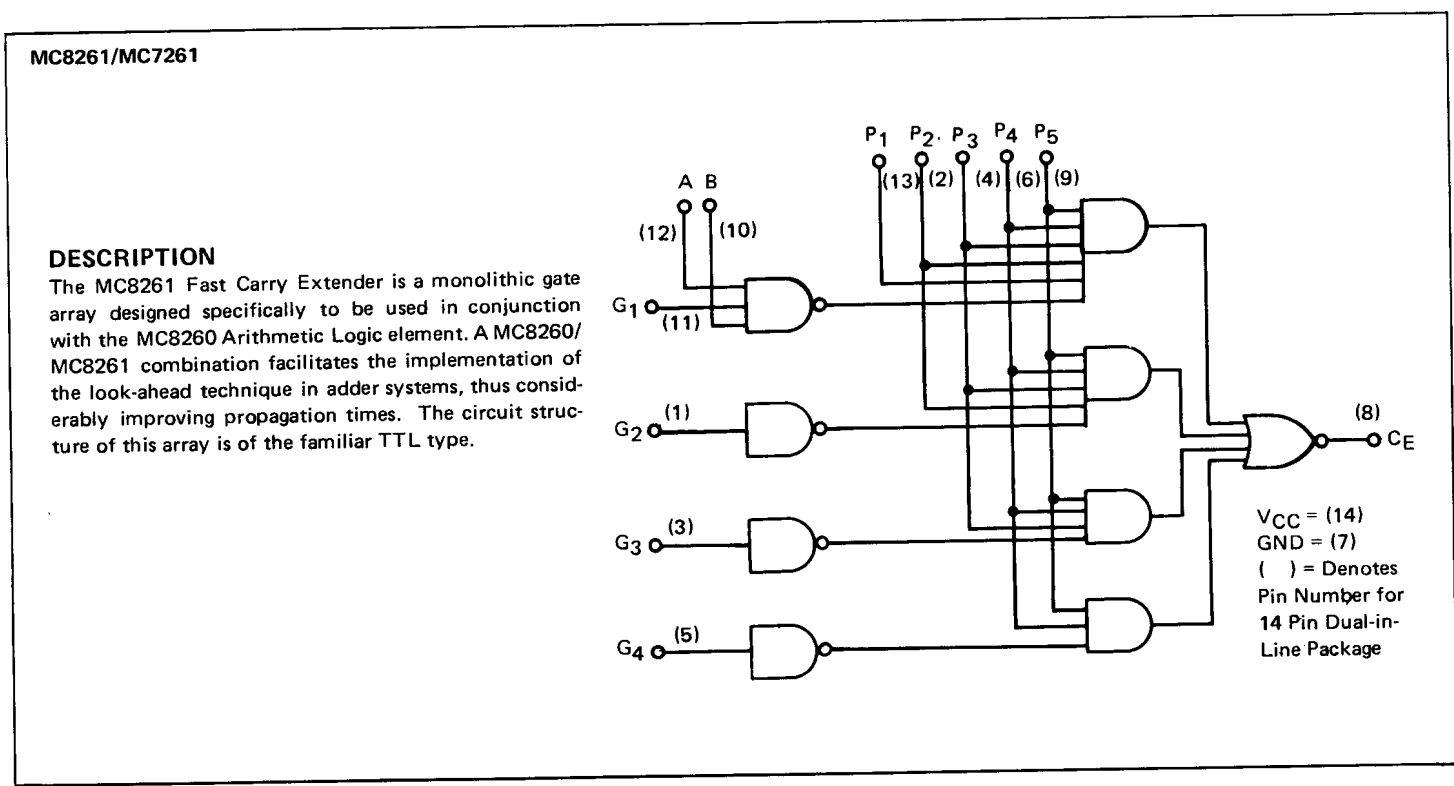 MC8261/MC7261
DESCRIPTION
The MC8261 Fast Carry Extender is a monolithic gate
array designed specifically to be used in conjunction
with the MC8260 Arithmetic Logic element. A MC8260/
MC8261 combination facilitates the implementation of
the look-ahead technique in adder systems, thus consid-
erably improving propagation times. The circuit struc-
ture of this array is of the familiar TTL type.
P1 P2. P3 P4 P5
(13) (2) (4) (6) (9)
A B
(12) (10)
G1
(11)
G2 (1)
G3 (3)
G4 (5)
(8)
CE
VCC = (14)
GND = (7)
( ) = Denotes
Pin Number for
14 Pin Dual-in-
Line Package